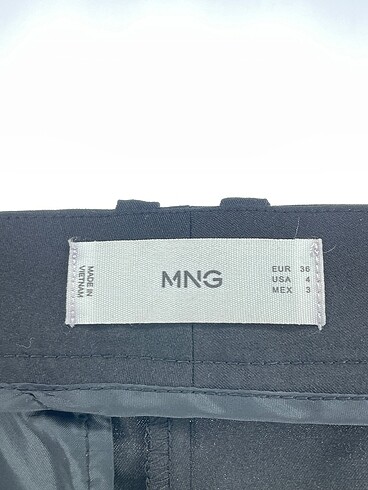 MADE IN
VIETNAM
MNG
EUR 36
USA 4
MEX 3